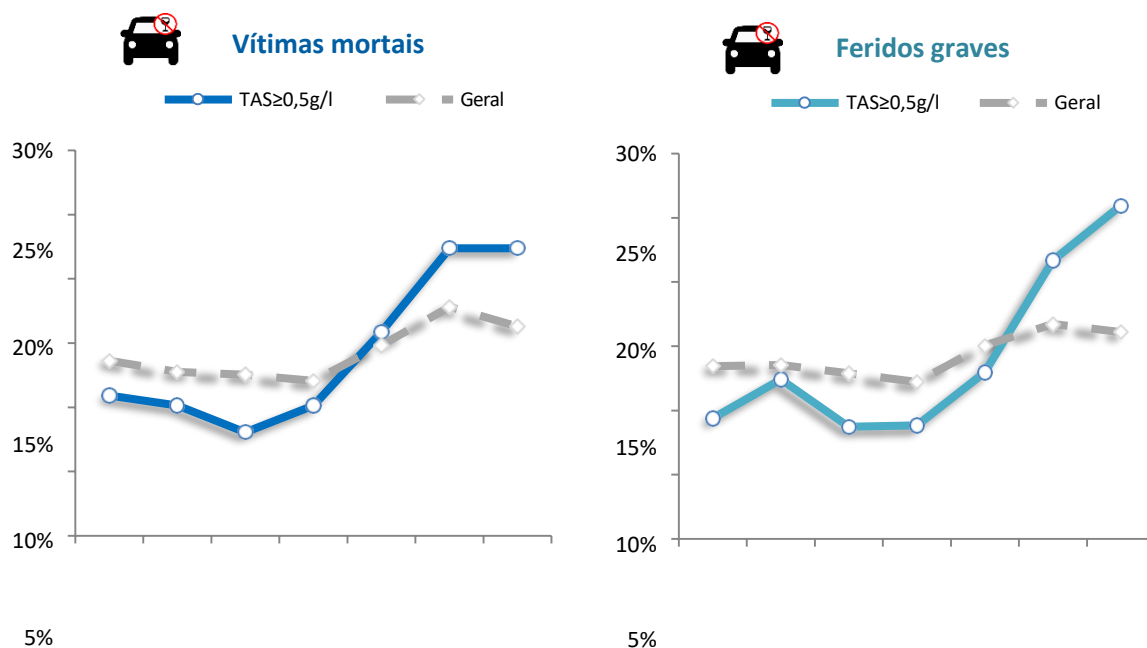 Vítimas mortais
TAS≥0,5g/l
Geral
30%
25%
20%
15%
10%
5%
Feridos graves
TAS≥0,5g/l
Geral
30%
25%
20%
15%
10%
5%